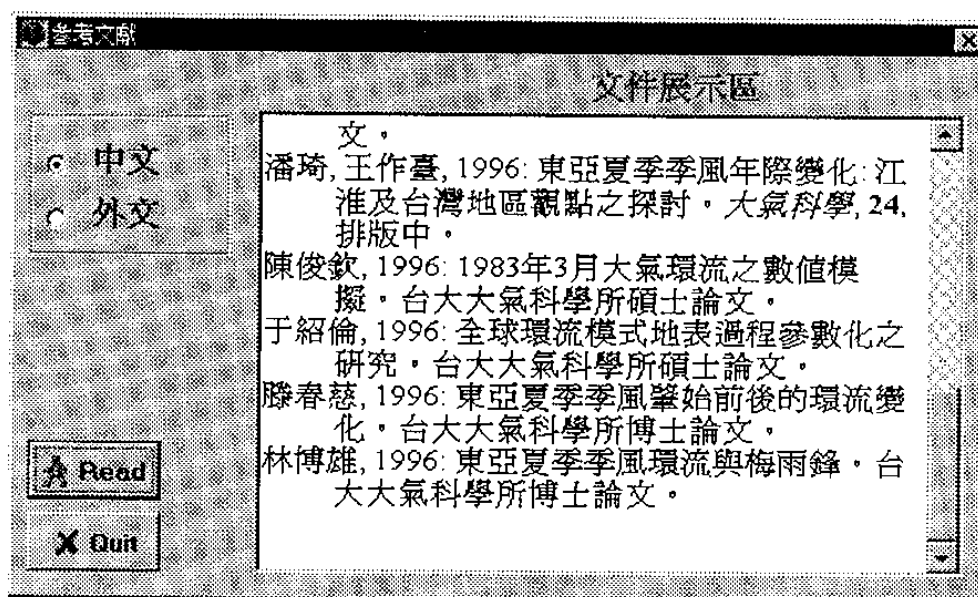 參考文獻
文件展示區
中文
外文
文。
潘琦, 王作臺, 1996: 東亞夏季季風年際變化: 江
淮及台灣地區觀點之探討。大氣科學, 24,
排版中。
陳俊欽, 1996: 1983年3月大氣環流之數值模
擬。台大大氣科學所碩士論文。
于紹倫, 1996: 全球環流模式地表過程參數化之
研究。台大大氣科學所碩士論文。
滕春慈, 1996: 東亞夏季季風肇始前後的環流變
化。台大大氣科學所博士論文。
林博雄, 1996: 東亞夏季季風環流與梅雨鋒。台
大大氣科學所博士論文。
Read
Quit